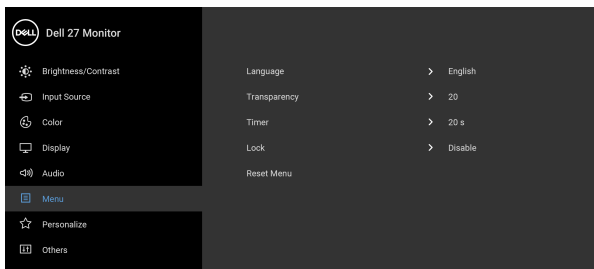 DELL Dell 27 Monitor
Brightness/Contrast
Input Source
Color
Display
Audio
Menu
Personalize
Others
Language > English
Transparency > 20
Timer > 20 s
Lock > Disable
Reset Menu